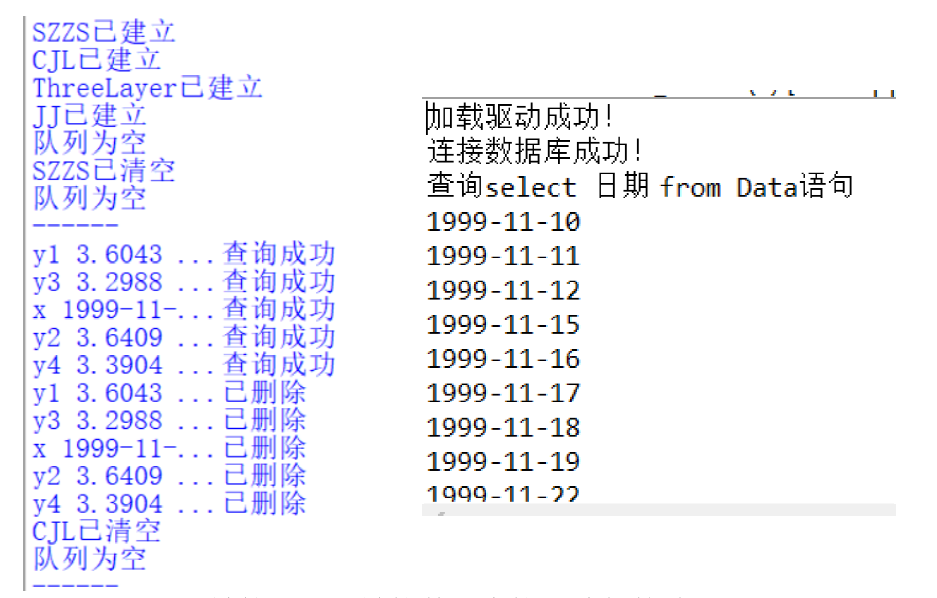 SZZS已建立
CJL已建立
ThreeLayer已建立
JJ已建立
队列为空
SZZS已清空
队列为空
------
y1 3.6043 ...查询成功
y3 3.2988 ...查询成功
x 1999-11-...查询成功
y2 3.6409 ...查询成功
y4 3.3904 ...查询成功
y1 3.6043 ...已删除
y3 3.2988 ...已删除
x 1999-11-...已删除
y2 3.6409 ...已删除
y4 3.3904 ...已删除
CJL已清空
队列为空
------
加载驱动成功!
连接数据库成功!
查询select 日期 from Data语句
1999-11-10
1999-11-11
1999-11-12
1999-11-15
1999-11-16
1999-11-17
1999-11-18
1999-11-19
1999-11-22